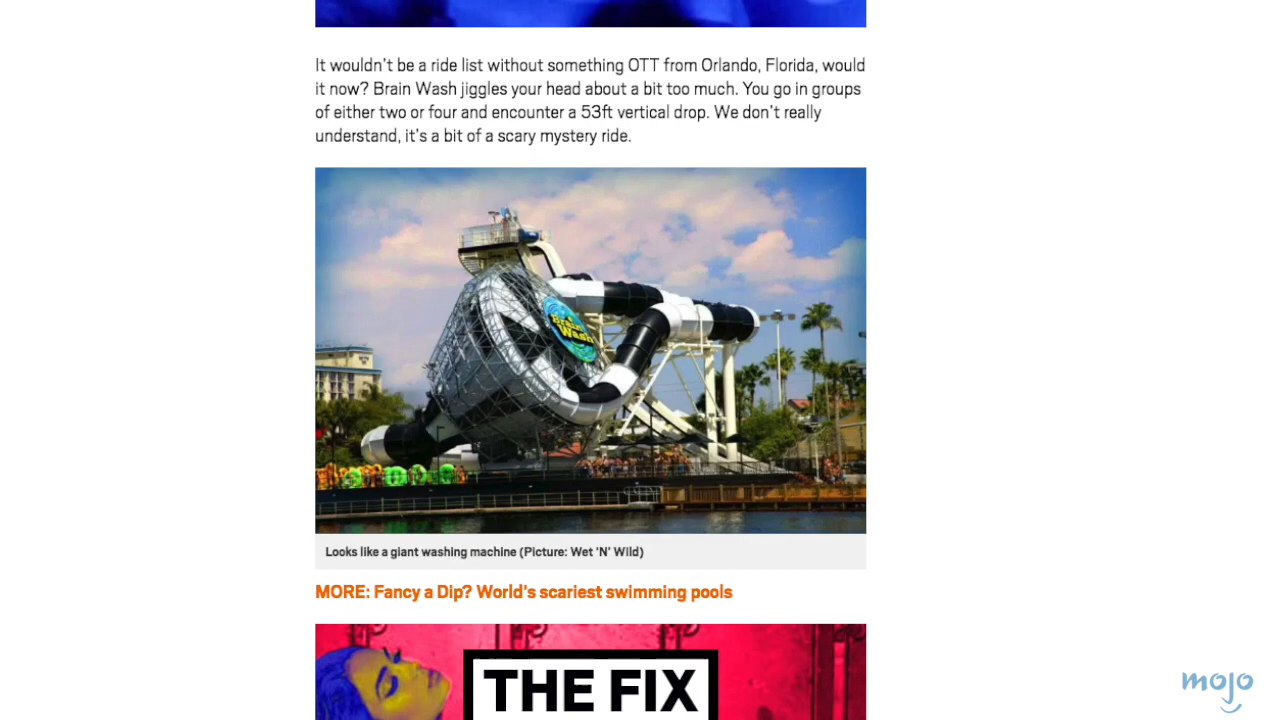 It wouldn't be a ride list without something OTT from Orlando, Florida, would
it now? Brain Wash jiggles your head about a bit too much. You go in groups
of either two or four and encounter a 53ft vertical drop. We don't really
understand, it's a bit of a scary mystery ride.
Brain
Wash
Looks like a giant washing machine (Picture: Wet 'N' Wild)
MORE: Fancy a Dip? World's scariest swimming pools
THE FIX
mojo